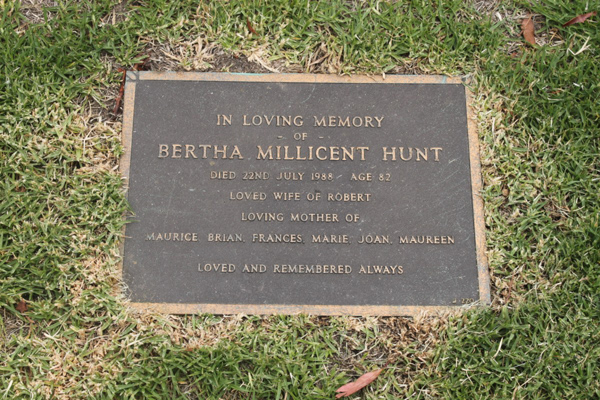 IN LOVING MEMORY
- OF -
BERTHA MILLICENT HUNT
DIED 22ND JULY 1988 AGE 82
LOVED WIFE OF ROBERT
LOVING MOTHER OF
MAURICE, BRIAN, FRANCES, MARIE, JOAN, MAUREEN
LOVED AND REMEMBERED ALWAYS